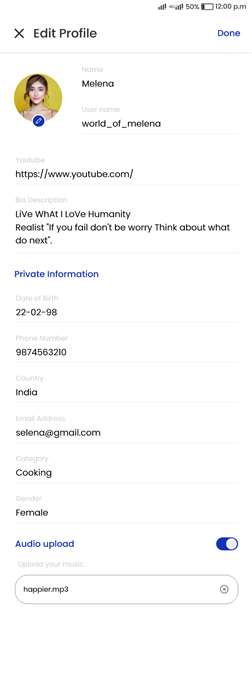 4G 50% 12:00 p.m
Edit Profile Done
Name
Melena
User name
world_of_melena
Youtube
https://www.youtube.com/
Bio Description
LiVe WhAt I LoVe Humanity
Realist "If you fail don't be worry Think about what
do next".
Private Information
Date of Birth
22-02-98
Phone Number
9874563210
Country
India
Email Address
selena@gmail.com
Category
Cooking
Gender
Female
Audio upload
Upload your music
happier.mp3